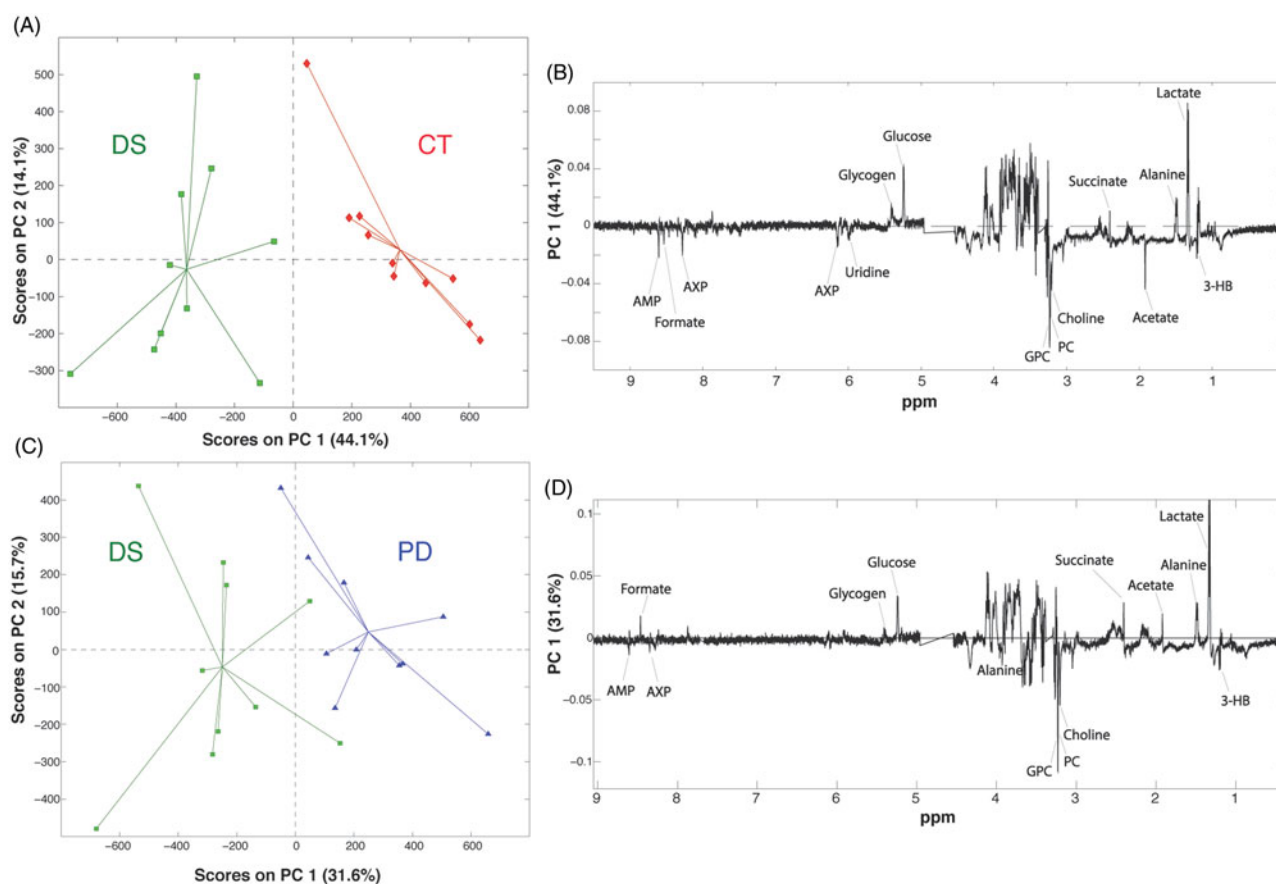 (A)
DS
CT
500
400
300
200
100
0
−100
−200
−300
Scores on PC 2 (14.1%)
−600
−400
−200
0
200
400
600
Scores on PC 1 (44.1%)
(B)
PC 1 (44.1%)
0.08
0.04
0
−0.04
−0.08
Lactate
Glucose
Glycogen
Succinate
Alanine
AMP
Formate
AXP
AXP
Uridine
Choline
GPC
PC
Acetate
3-HB
9
8
7
6
5
4
3
2
1
ppm
(C)
DS
PD
400
300
200
100
0
−100
−200
−300
−400
Scores on PC 2 (15.7%)
−600
−400
−200
0
200
400
600
Scores on PC 1 (31.6%)
(D)
PC 1 (31.6%)
0.1
0.05
0
−0.05
−0.1
Lactate
Formate
Glucose
Glycogen
Succinate
Acetate
Alanine
AMP
AXP
Alanine
3-HB
Choline
GPC
PC
9
8
7
6
5
4
3
2
1
ppm